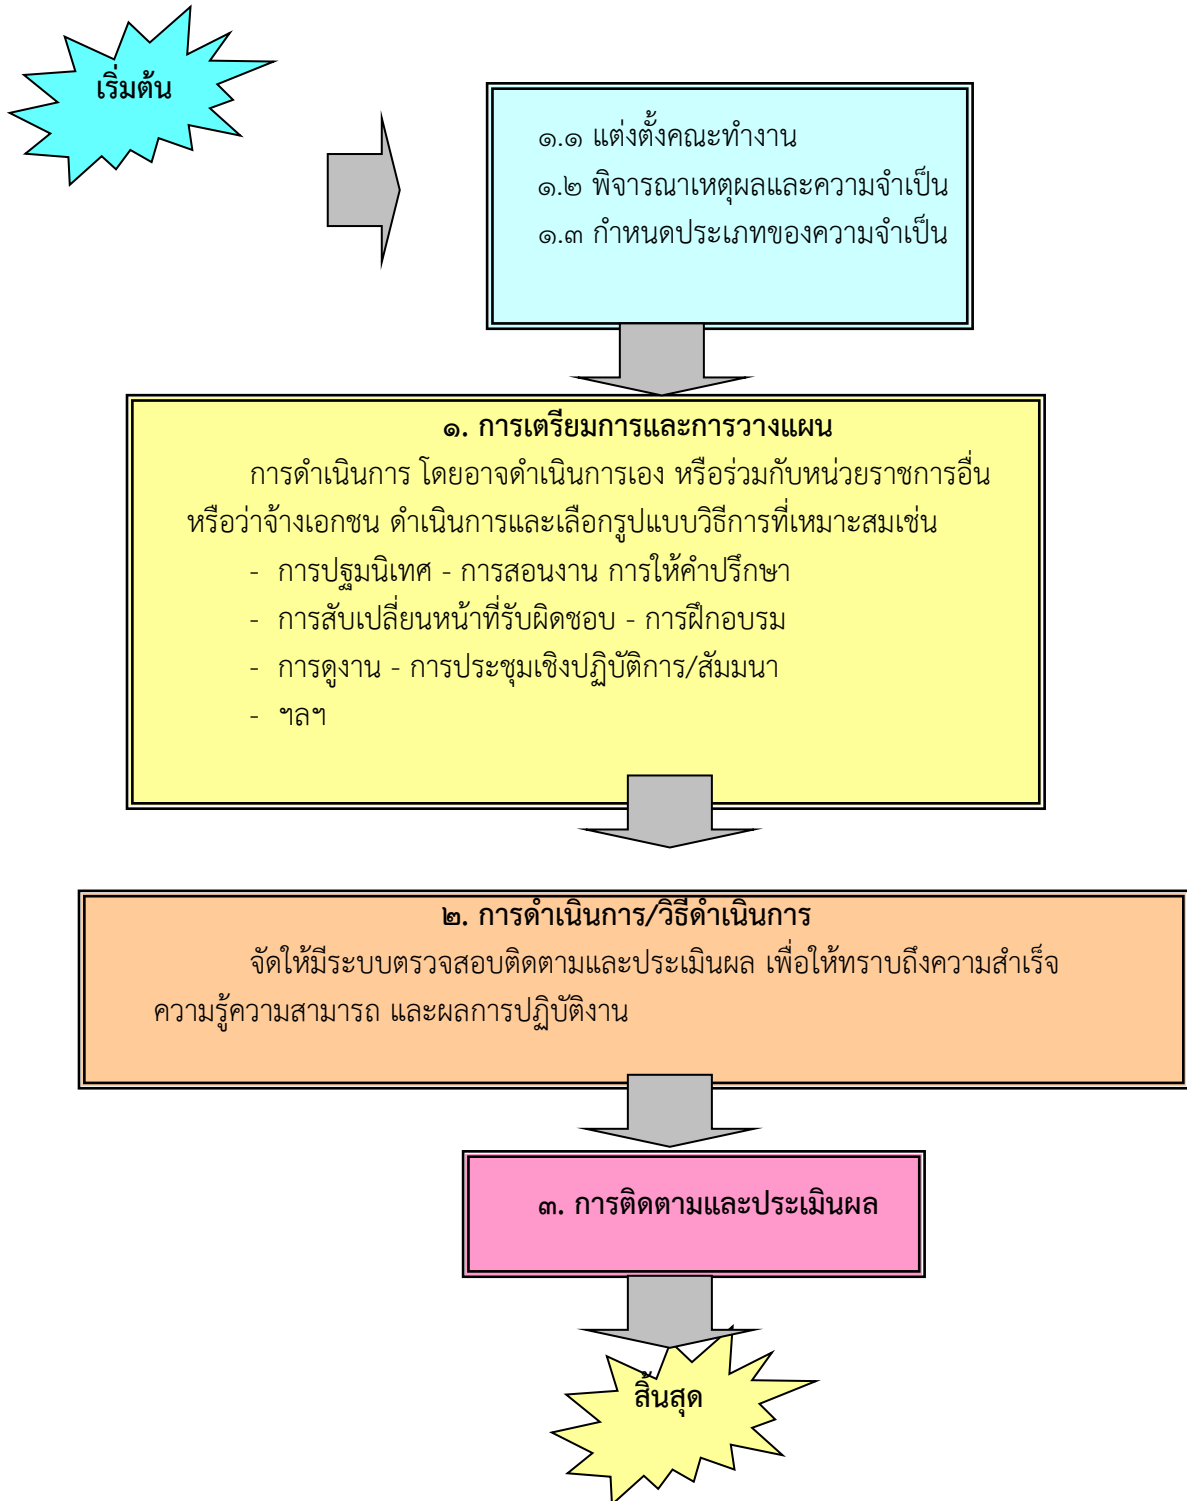 เริ่มต้น
๑.๑ แต่งตั้งคณะทำงาน
๑.๒ พิจารณาเหตุผลและความจำเป็น
๑.๓ กำหนดประเภทของความจำเป็น
๑. การเตรียมการและการวางแผน
การดำเนินการ โดยอาจดำเนินการเอง หรือร่วมกับหน่วยราชการอื่น
หรือว่าจ้างเอกชน ดำเนินการและเลือกรูปแบบวิธีการที่เหมาะสมเช่น
- การปฐมนิเทศ - การสอนงาน การให้คำปรึกษา
- การสับเปลี่ยนหน้าที่รับผิดชอบ - การฝึกอบรม
- การดูงาน - การประชุมเชิงปฏิบัติการ/สัมมนา
- ฯลฯ
๒. การดำเนินการ/วิธีดำเนินการ
จัดให้มีระบบตรวจสอบติดตามและประเมินผล เพื่อให้ทราบถึงความสำเร็จ
ความรู้ความสามารถ และผลการปฏิบัติงาน
๓. การติดตามและประเมินผล
สิ้นสุด